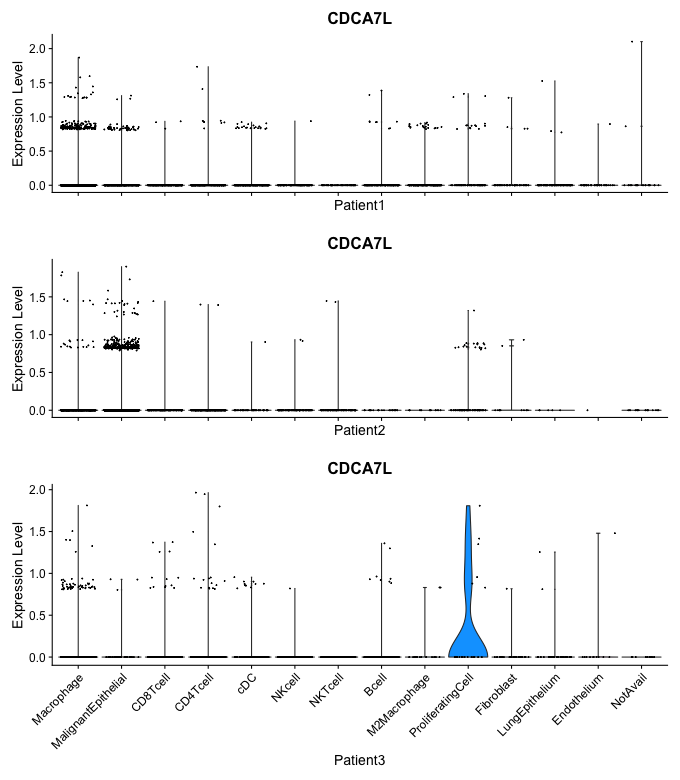 CDCA7L
Expression Level
2.0
1.5
1.0
0.5
0.0
Patient1
CDCA7L
Expression Level
1.5
1.0
0.5
0.0
Patient2
CDCA7L
Expression Level
2.0
1.5
1.0
0.5
0.0
Macrophage
MalignantEpithelial
CD8Tcell
CD4Tcell
cDC
NKcell
NKTcell
Bcell
M2Macrophage
ProliferatingCell
Fibroblast
LungEpithelium
Endothelium
NotAvail
Patient3